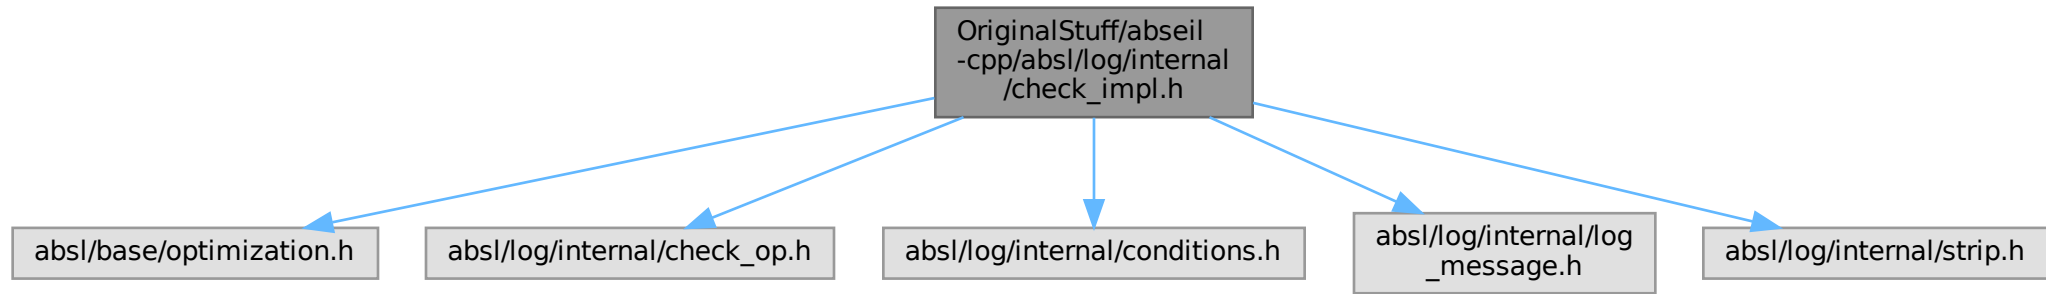 OriginalStuff/abseil
-cpp/absl/log/internal
/check_impl.h
absl/base/optimization.h
absl/log/internal/check_op.h
absl/log/internal/conditions.h
absl/log/internal/log
_message.h
absl/log/internal/strip.h